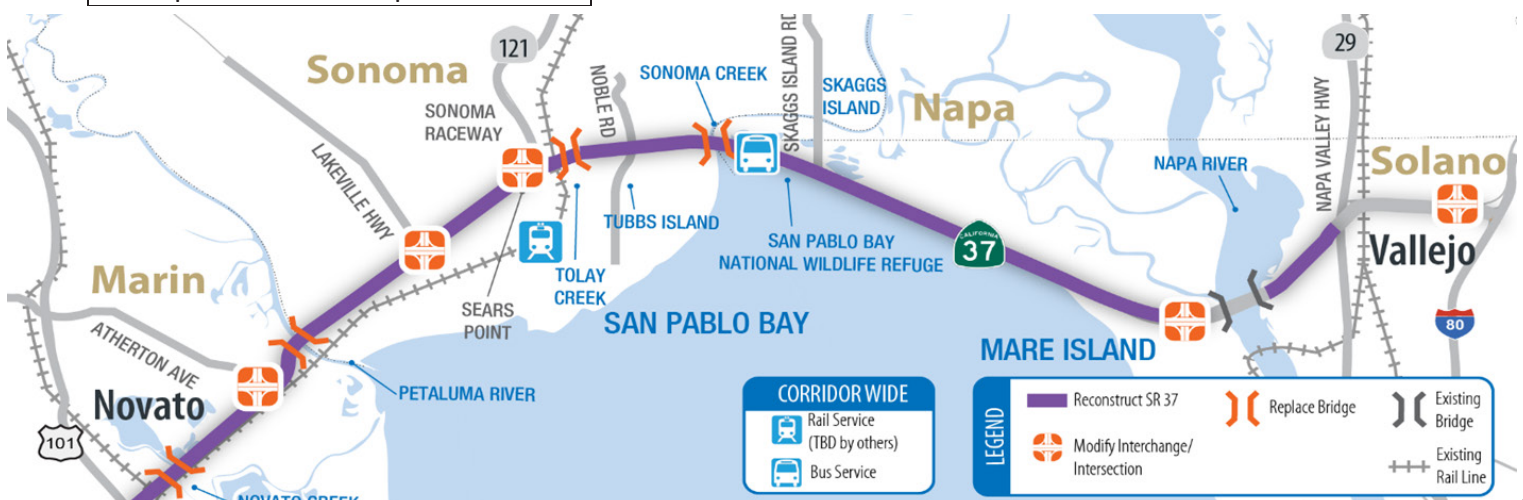 121
29
Sonoma
SONOMA CREEK
NOBLE RD
SKAGGS ISLAND RD
SKAGGS
ISLAND
Napa
SONOMA
RACEWAY
LAKEVILLE HWY
NAPA RIVER
NAPA VALLEY HWY
Solano
TUBBS ISLAND
SAN PABLO BAY
NATIONAL WILDLIFE REFUGE
CALIFORNIA
37
Vallejo
Marin
TOLAY
CREEK
SEARS
POINT
SAN PABLO BAY
MARE ISLAND
80
ATHERTON AVE
Novato
PETALUMA RIVER
101
NOVATO CREEK
CORRIDOR WIDE
Rail Service
(TBD by others)
Bus Service
LEGEND
Reconstruct SR 37
Modify Interchange/
Intersection
Replace Bridge
Existing
Bridge
Existing
Rail Line